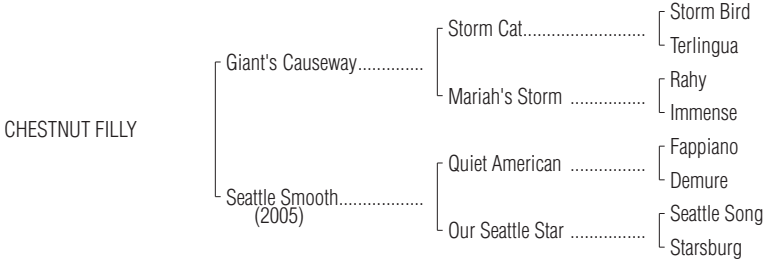 Storm Bird
Storm Cat.........................
Terlingua
Giant's Causeway..............
Rahy
Mariah's Storm ................
Immense
CHESTNUT FILLY
Fappiano
Quiet American ................
Demure
Seattle Smooth..................
(2005)
Seattle Song
Our Seattle Star ................
Starsburg